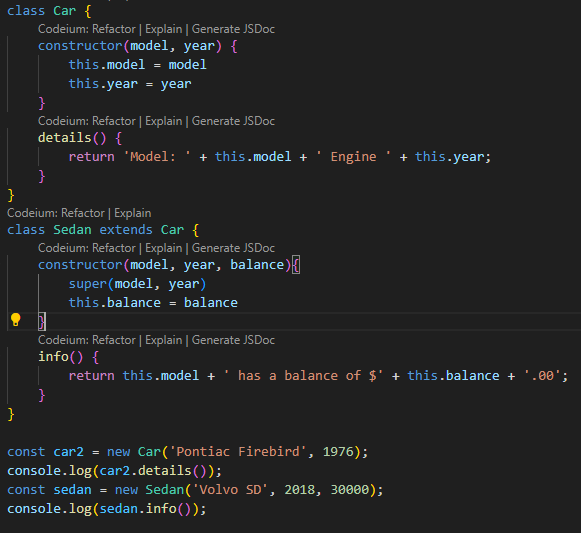 class Car {
Codeium: Refactor | Explain | Generate JSDoc
constructor(model, year) {
this.model = model
this.year = year
}
Codeium: Refactor | Explain | Generate JSDoc
details() {
return 'Model: ' + this.model + ' Engine ' + this.year;
}
}
Codeium: Refactor | Explain
class Sedan extends Car {
Codeium: Refactor | Explain | Generate JSDoc
constructor(model, year, balance){
super(model, year)
this.balance = balance
}
Codeium: Refactor | Explain | Generate JSDoc
info() {
return this.model + ' has a balance of $' + this.balance + '.00';
}
}
const car2 = new Car('Pontiac Firebird', 1976);
console.log(car2.details());
const sedan = new Sedan('Volvo SD', 2018, 30000);
console.log(sedan.info());